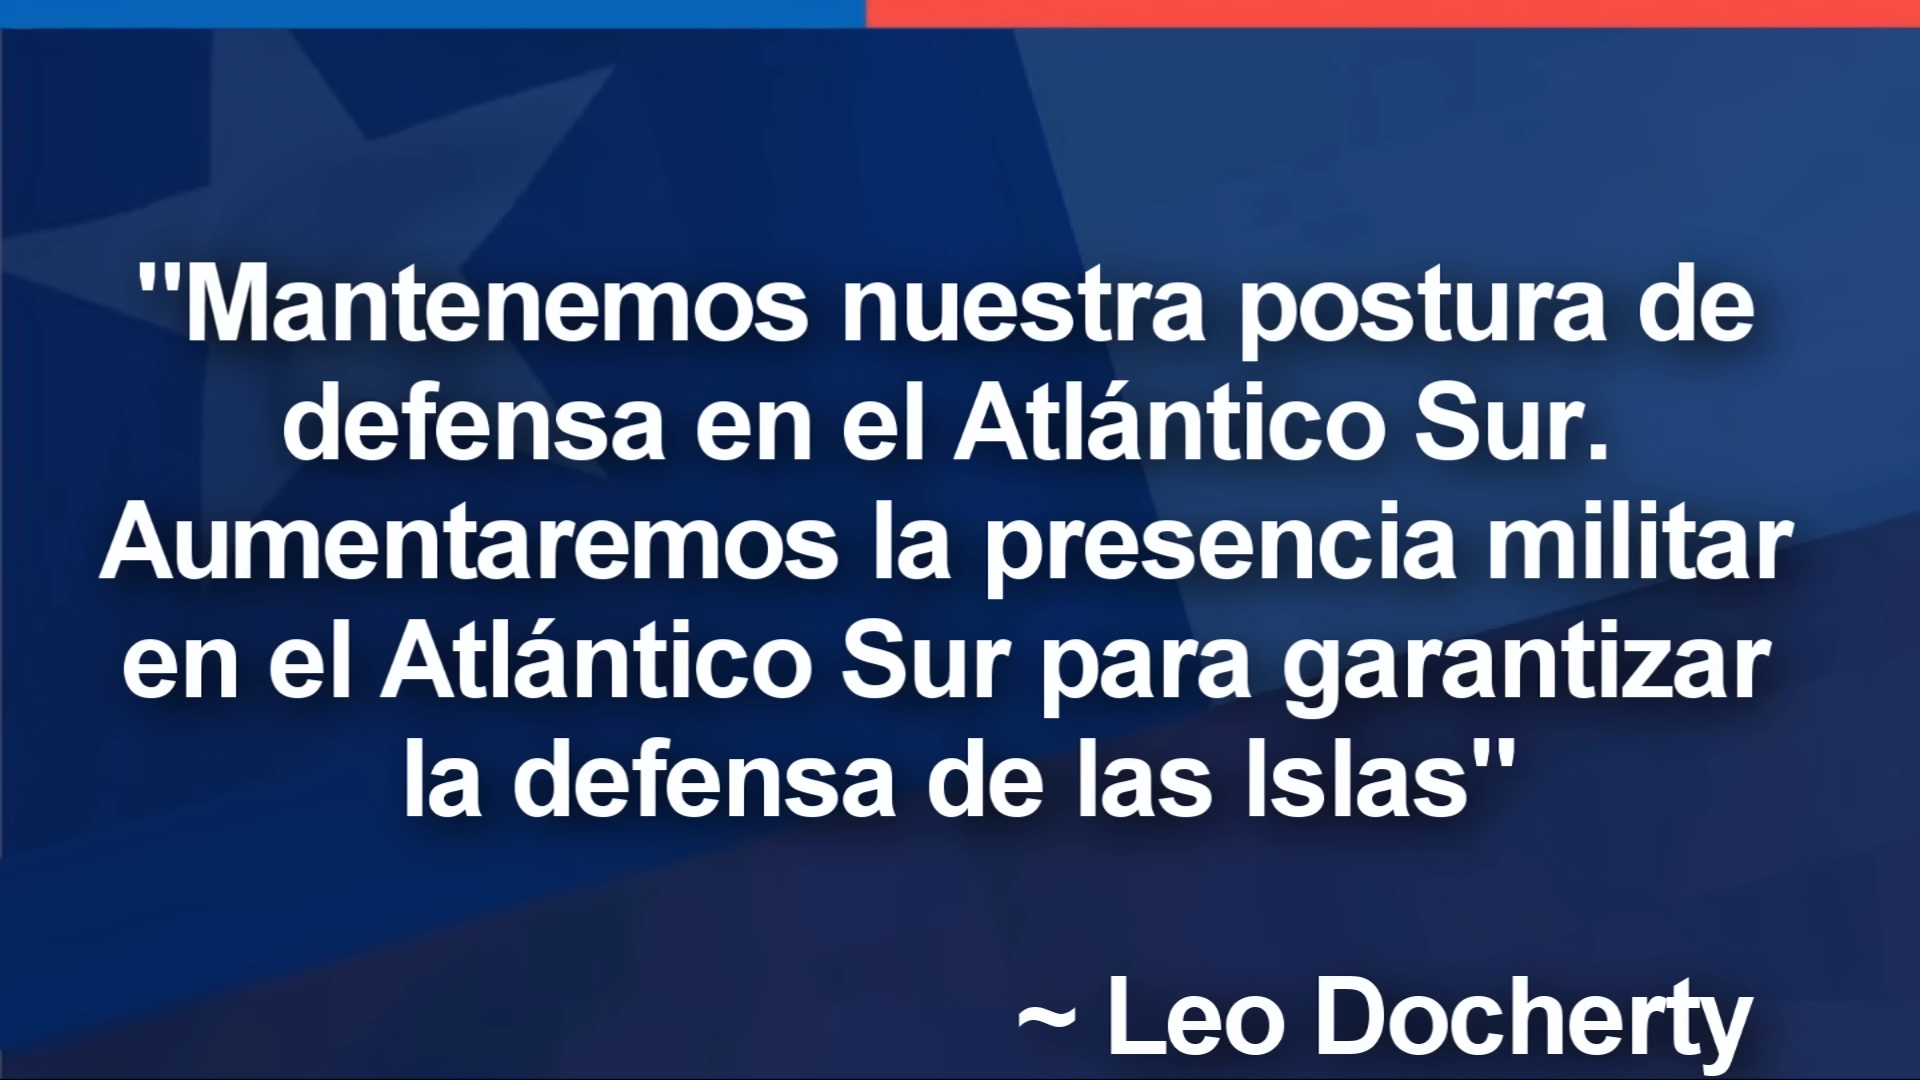 "Mantenemos nuestra postura de
defensa en el Atlántico Sur.
Aumentaremos la presencia militar
en el Atlántico Sur para garantizar
la defensa de las Islas"
~ Leo Docherty